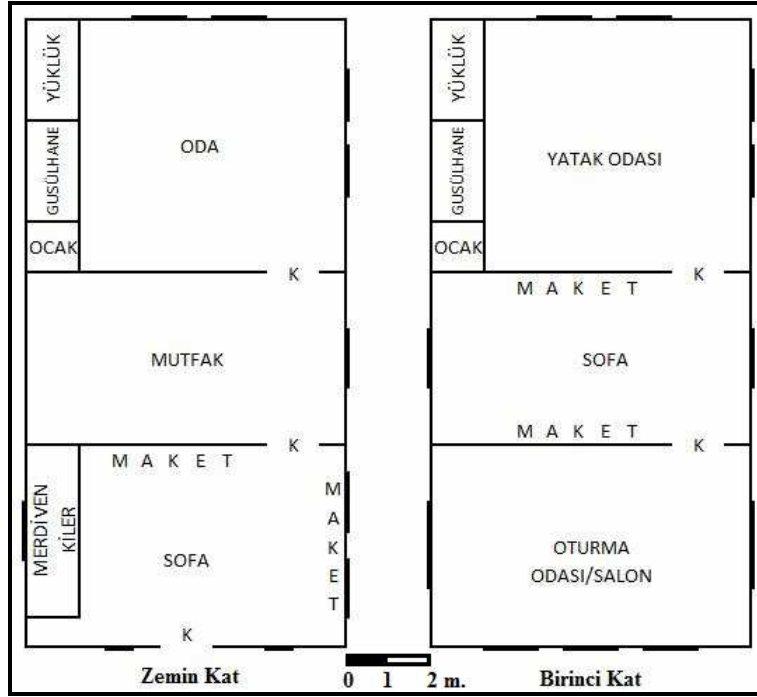 YÜKLÜK
GUSÜLHANE
OCAK
ODA
K
MUTFAK
K
M A K E T
MERDİVEN
KİLER
SOFA
M
A
K
E
T
K
Zemin Kat
YÜKLÜK
GUSÜLHANE
OCAK
YATAK ODASI
K
M A K E T
SOFA
M A K E T
K
OTURMA
ODASI/SALON
Birinci Kat
0 1 2 m.